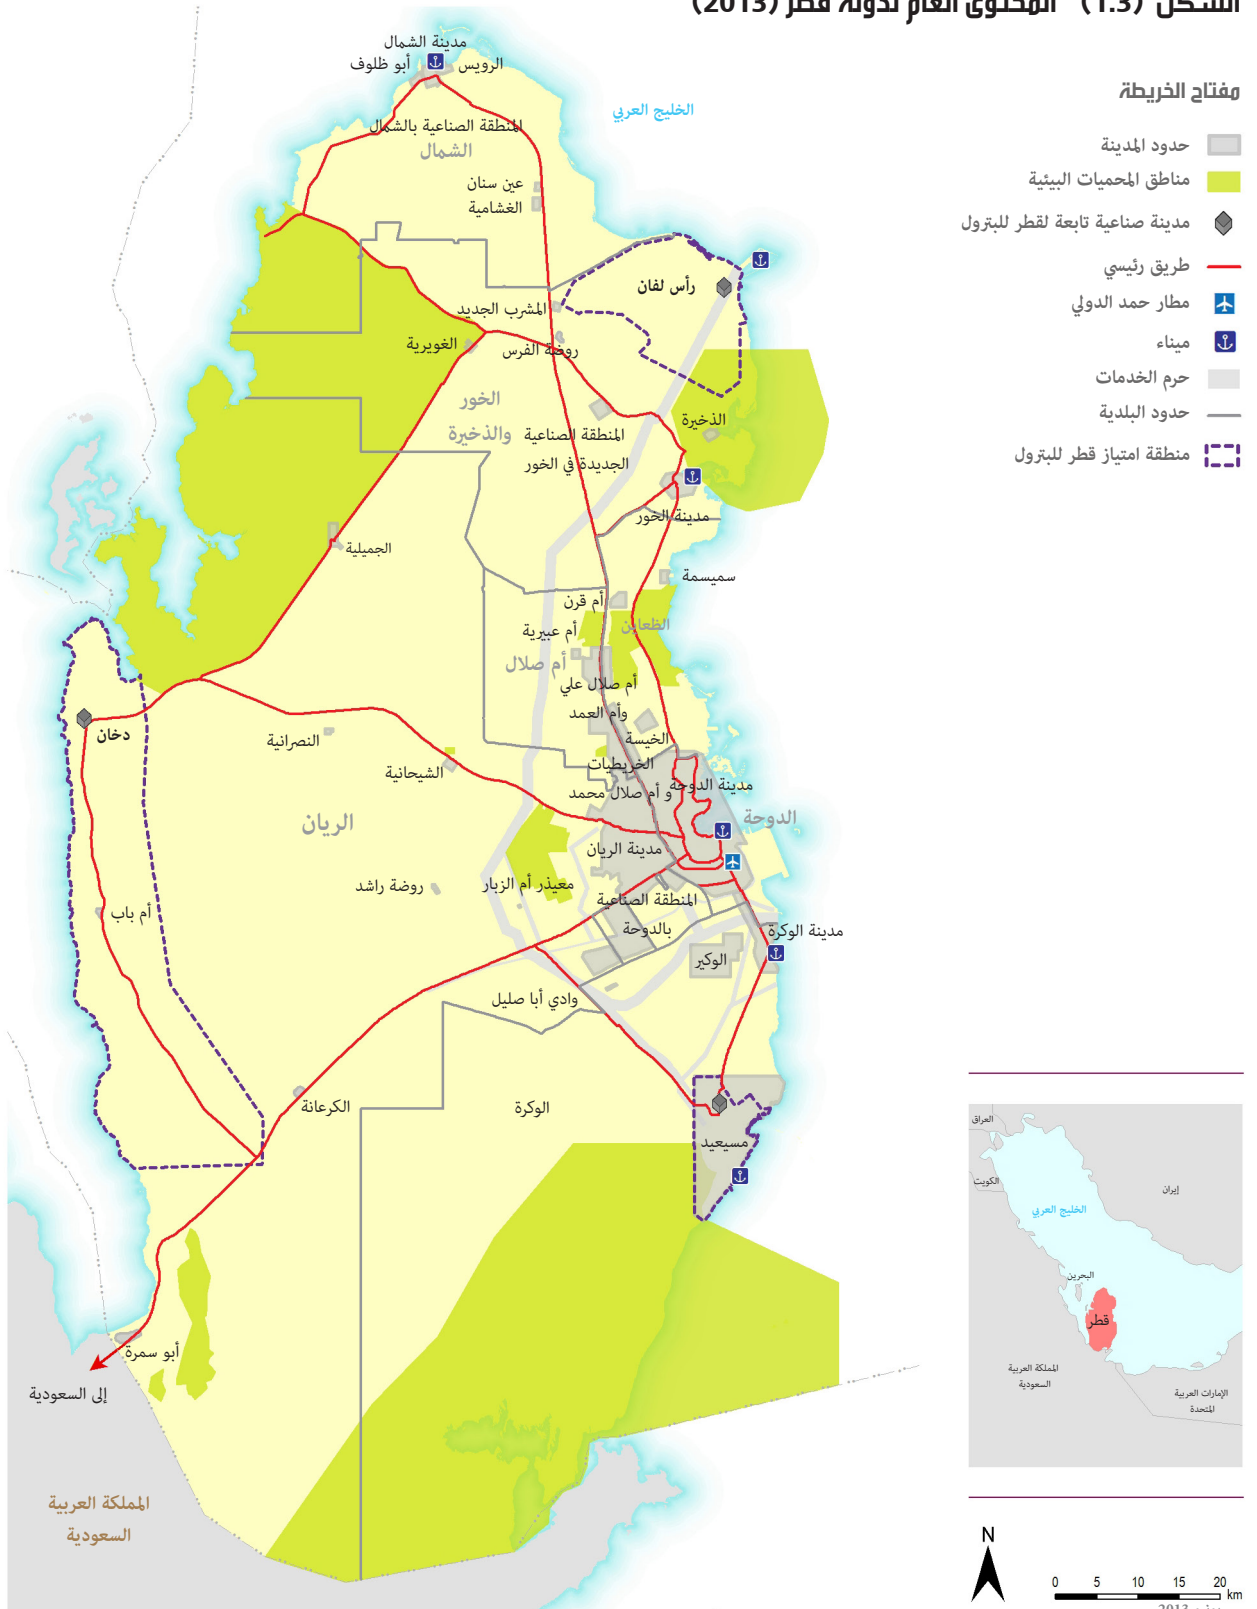 الشكل (1.3) المحتوى العام لدولة قطر (2013)
مفتاح الخريطة
حدود المدينة
مناطق المحميات البيئية
مدينة صناعية تابعة لقطر للبترول
طريق رئيسي
مطار حمد الدولي
ميناء
حرم الخدمات
حدود البلدية
منطقة امتياز قطر للبترول
مدينة الشمال
أبو ظلوف
الرويس
الخليج العربي
المنطقة الصناعية بالشمال
الشمال
عين سنان
الغشامية
رأس لفان
المشرب الجديد
الغويرية
روضة الفرس
الخور
والذخيرة
الذخيرة
المنطقة الصناعية
الجديدة في الخور
مدينة الخور
الجميلية
سميسمة
أم قرن
أم عبيرية
الظعاين
أم صلال
أم صلال علي
وأم العمد
الخيسة
الخريطيات
و أم صلال محمد
مدينة الدوحة
الدوحة
دخان
النصرانية
الشيحانية
الريان
مدينة الريان
روضة راشد
معيذر أم الزبار
المنطقة الصناعية
بالدوحة
أم باب
مدينة الوكرة
الوكير
وادي أبا صليل
الكرعانة
الوكرة
مسيعيد
أبو سمرة
إلى السعودية
المملكة العربية
السعودية
العراق
الكويت
إيران
الخليج العربي
البحرين
قطر
المملكة العربية
السعودية
الإمارات العربية
المتحدة
N
0 5 10 15 20
km